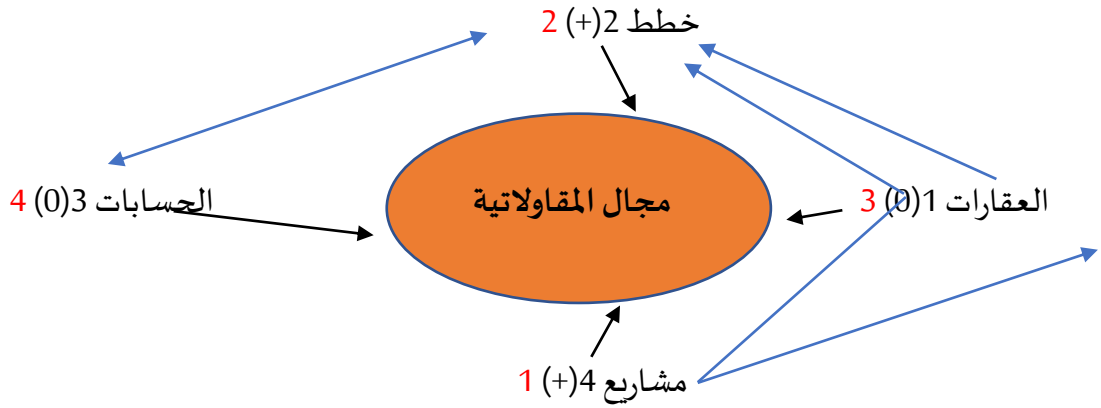 خطط 2(+) 2
العقارات 1(0) 3
مجال المقاولاتية
الحسابات 3(0) 4
مشاريع 4(+) 1